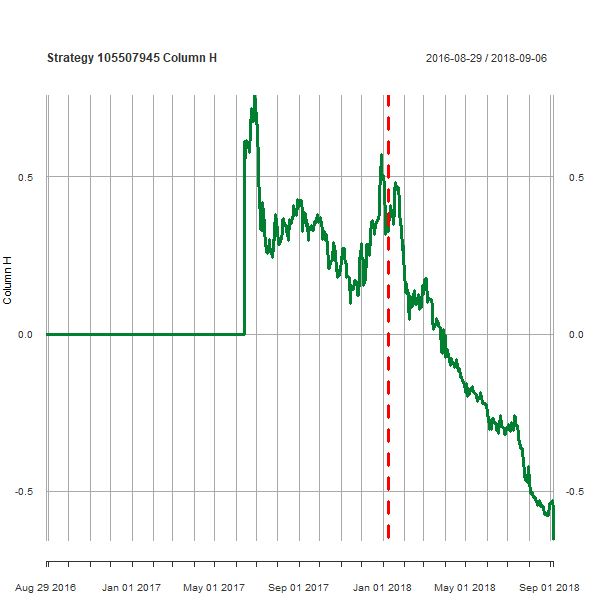 Strategy 105507945 Column H
2016-08-29 / 2018-09-06
0.5
0.5
Column H
0.0
0.0
-0.5
-0.5
Aug 29 2016
Jan 01 2017
May 01 2017
Sep 01 2017
Jan 01 2018
May 01 2018
Sep 01 2018